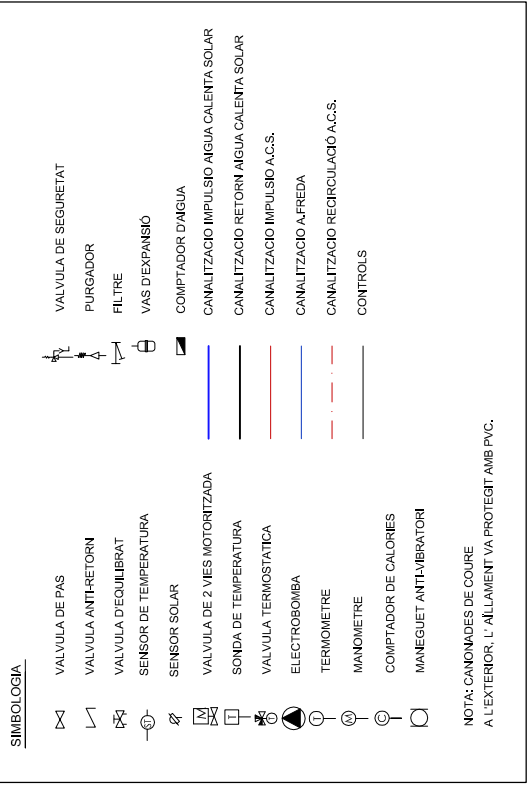 SIMBOLOGIA
VALVULA DE PAS
VALVULA ANTI-RETORN
VALVULA D'EQUILIBRAT
ST
SENSOR DE TEMPERATURA
SENSOR SOLAR
M
VALVULA DE 2 VIES MOTORITZADA
T
SONDA DE TEMPERATURA
T
VALVULA TERMOSTATICA
ELECTROBOMBA
T
TERMOMETRE
M
MANOMETRE
C
COMPTADOR DE CALORIES
MANEGUET ANTI-VIBRATORI
VALVULA DE SEGURETAT
PURGADOR
FILTRE
VAS D'EXPANSIÓ
COMPTADOR D'AIGUA
CANALITZACIO IMPULSIO AIGUA CALENTA SOLAR
CANALITZACIO RETORN AIGUA CALENTA SOLAR
CANALITZACIO IMPULSIO A.C.S.
CANALITZACIO A.FREDA
CANALITZACIO RECIRCULACIÓ A.C.S.
CONTROLS
NOTA: CANONADES DE COURE
A L'EXTERIOR, L' AÏLLAMENT VA PROTEGIT AMB PVC.